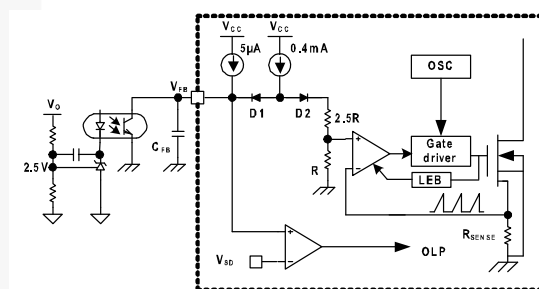 Vcc Vcc
5µA 0.4mA
OSC
VFB
Vo
D1 D2 2.5R
CFB
R
Gate driver
2.5V
LEB
RSENSE
VSD
OLP